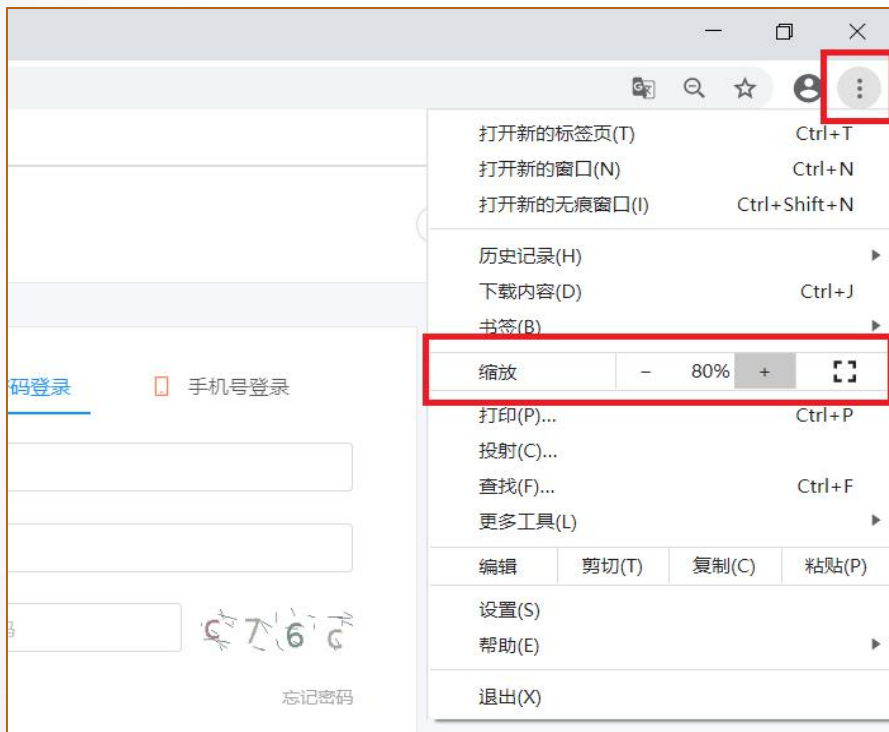 打开新的标签页(T) Ctrl+T
打开新的窗口(N) Ctrl+N
打开新的无痕窗口(I) Ctrl+Shift+N
历史记录(H)
下载内容(D) Ctrl+J
书签(B)
缩放 − 80% +
打印(P)... Ctrl+P
投射(C)...
查找(F)... Ctrl+F
更多工具(L)
编辑 剪切(T) 复制(C) 粘贴(P)
设置(S)
帮助(E)
退出(X)
码登录 手机号登录
忘记密码